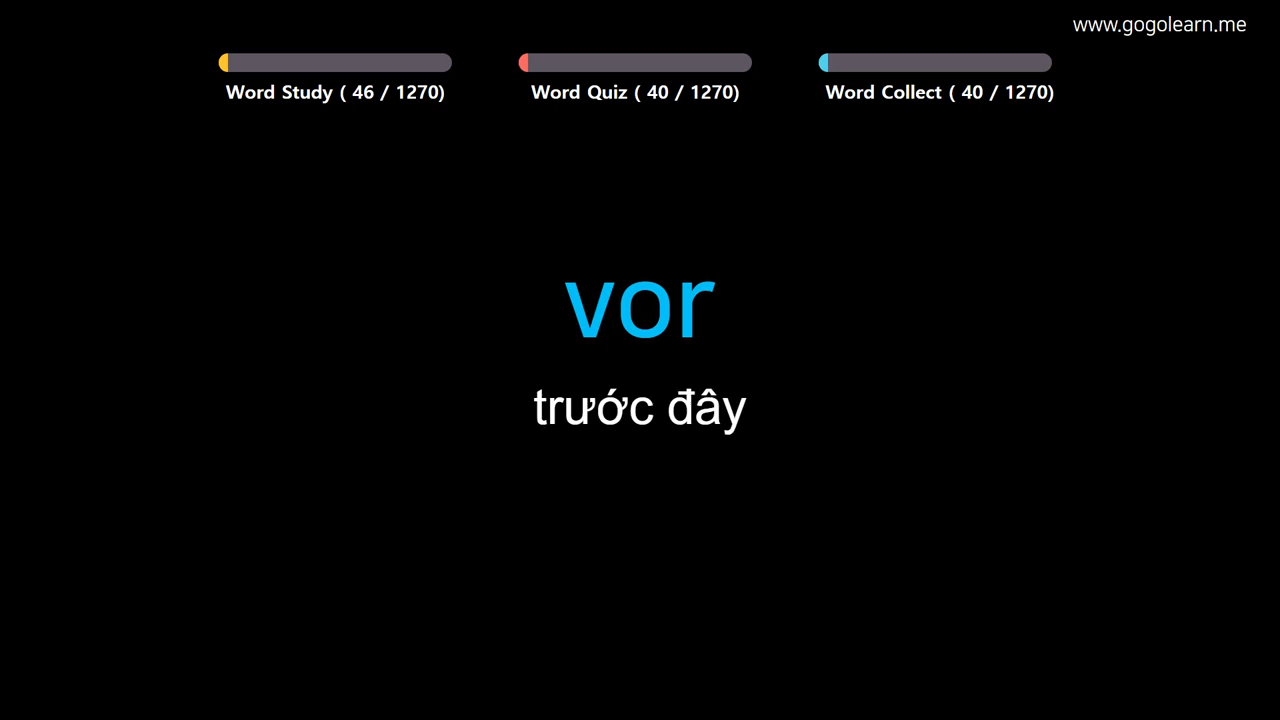 www.gogolearn.me
Word Study ( 46 / 1270)
Word Quiz ( 40 / 1270)
Word Collect ( 40 / 1270)
vor
trước đây